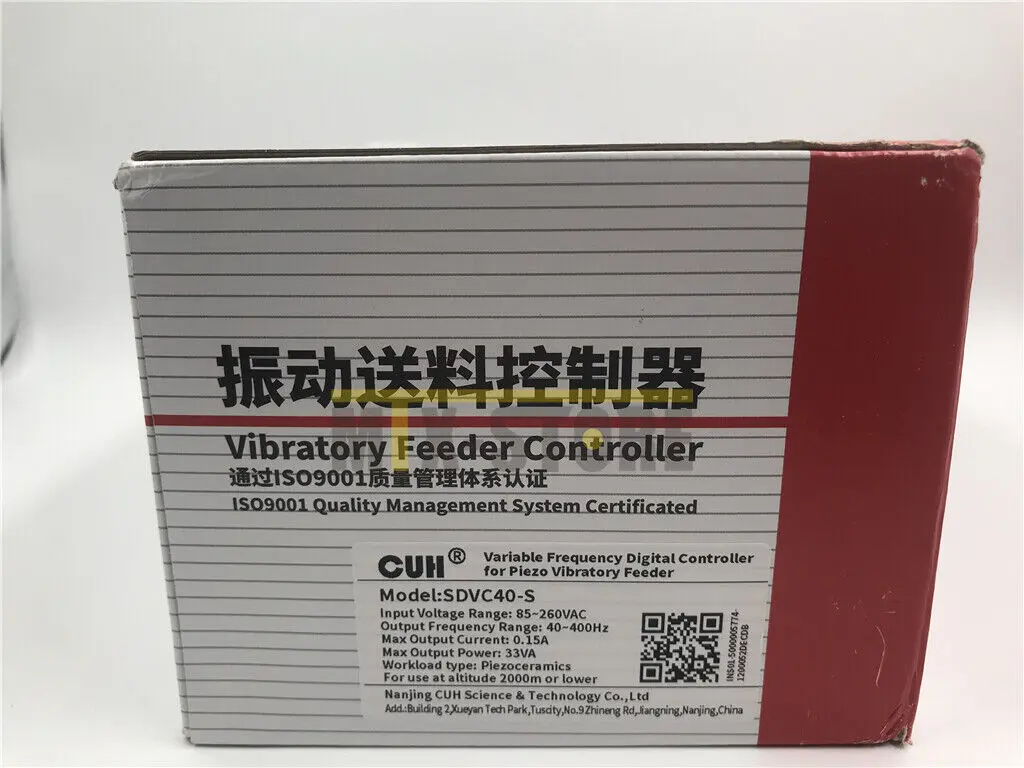 振动送料控制器
MTK STORE
Vibratory Feeder Controller
通过ISO9001质量管理体系认证
ISO9001 Quality Management System Certificated
CUH®
Variable Frequency Digital Controller
for Piezo Vibratory Feeder
Model:SDVC40-S
Input Voltage Range: 85~260VAC
Output Frequency Range: 40~400Hz
Max Output Current: 0.15A
Max Output Power: 33VA
Workload type: Piezoceramics
For use at altitude 2000m or lower
Nanjing CUH Science & Technology Co.,Ltd
Add.:Building 2,Xueyan Tech Park,Tuscity,No.9Zhineng Rd,Jiangning,Nanjing,China